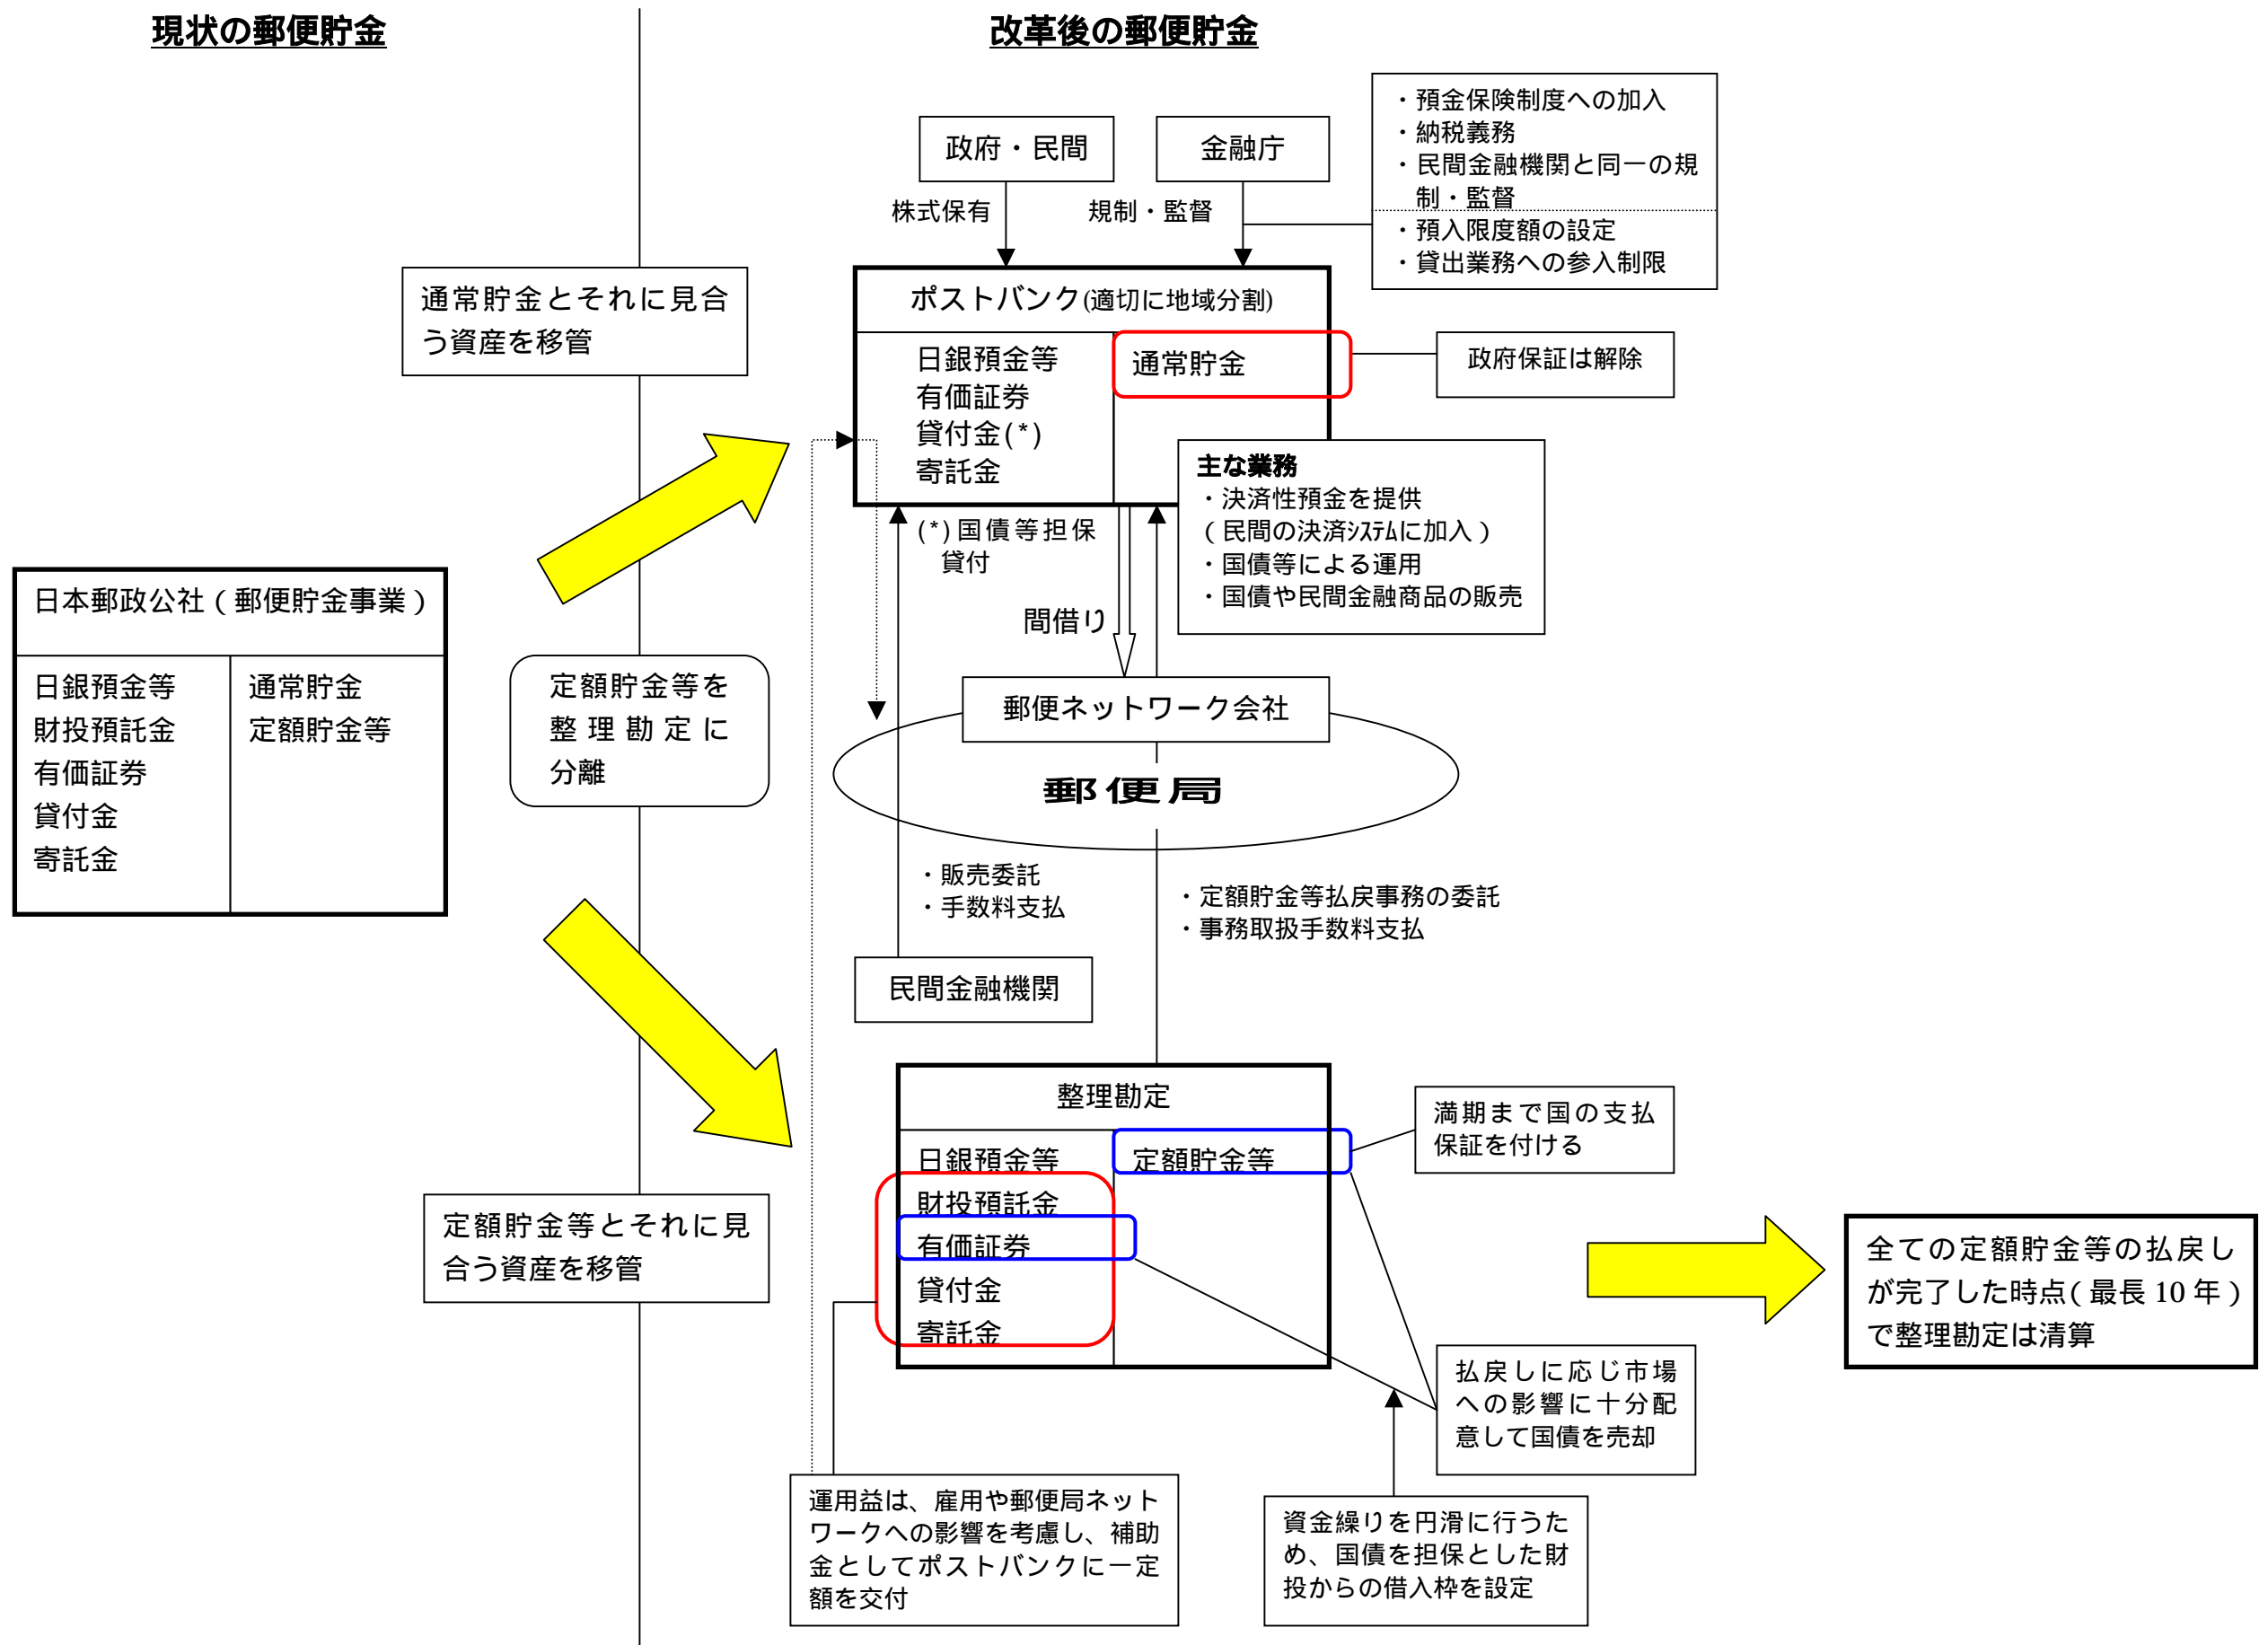 現状の郵便貯金
改革後の郵便貯金
・預金保険制度への加入
・納税義務
・民間金融機関と同一の規
制・監督
・預入限度額の設定
・貸出業務への参入制限
政府・民間
金融庁
株式保有
規制・監督
通常貯金とそれに見合
う資産を移管
ポストバンク(適切に地域分割)
日銀預金等
有価証券
貸付金(*)
寄託金
通常貯金
政府保証は解除
主な業務
・決済性預金を提供
(民間の決済ｼｽﾃﾑに加入)
・国債等による運用
・国債や民間金融商品の販売
(*)国債等担保
貸付
間借り
日本郵政公社(郵便貯金事業)
日銀預金等
財投預託金
有価証券
貸付金
寄託金
通常貯金
定額貯金等
定額貯金等を
整理勘定に
分離
郵便ネットワーク会社
郵便局
・販売委託
・手数料支払
・定額貯金等払戻事務の委託
・事務取扱手数料支払
民間金融機関
整理勘定
日銀預金等
財投預託金
有価証券
貸付金
寄託金
定額貯金等
満期まで国の支払
保証を付ける
定額貯金等とそれに見
合う資産を移管
全ての定額貯金等の払戻し
が完了した時点(最長 10 年)
で整理勘定は清算
払戻しに応じ市場
への影響に十分配
意して国債を売却
運用益は、雇用や郵便局ネット
ワークへの影響を考慮し、補助
金としてポストバンクに一定
額を交付
資金繰りを円滑に行うた
め、国債を担保とした財
投からの借入枠を設定